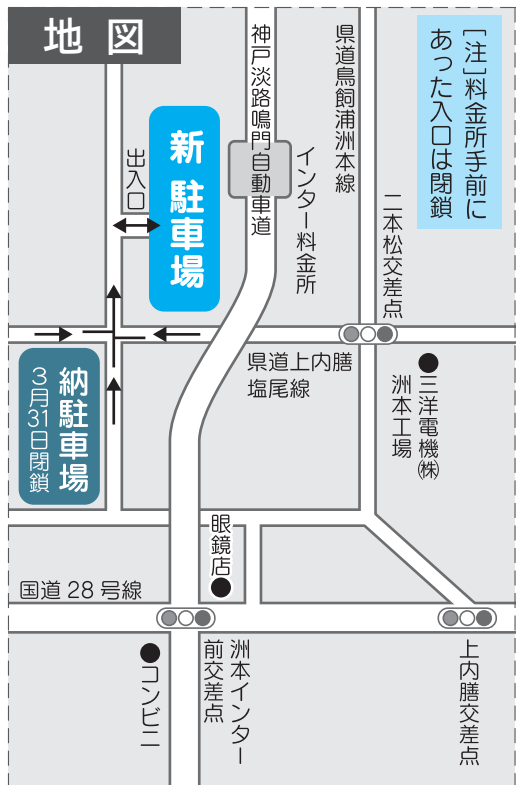 地図
［注］料金所手前に
あった入口は閉鎖
県道鳥飼浦洲本線
神戸淡路鳴門自動車道
新 駐車場
出入口
インター料金所
二本松交差点
県道上内膳
塩尾線
三洋電機㈱
洲本工場
納駐車場
3月31日閉鎖
眼鏡店
国道28号線
洲本インター
前交差点
コンビニ
上内膳交差点